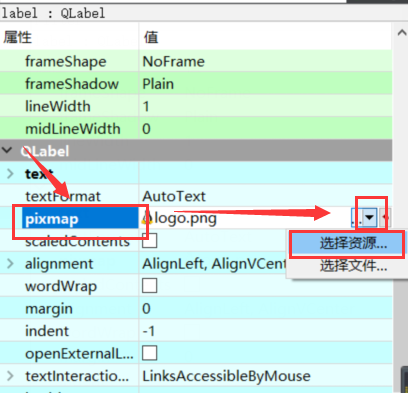 label : QLabel
属性 值
frameShape NoFrame
frameShadow Plain
lineWidth 1
midLineWidth 0
QLabel
text
textFormat AutoText
pixmap logo.png ...
选择资源...
scaledContents
alignment AlignLeft, AlignVCent
选择文件...
wordWrap
margin 0
indent -1
openExternalL...
textInteractio... LinksAccessibleByMouse